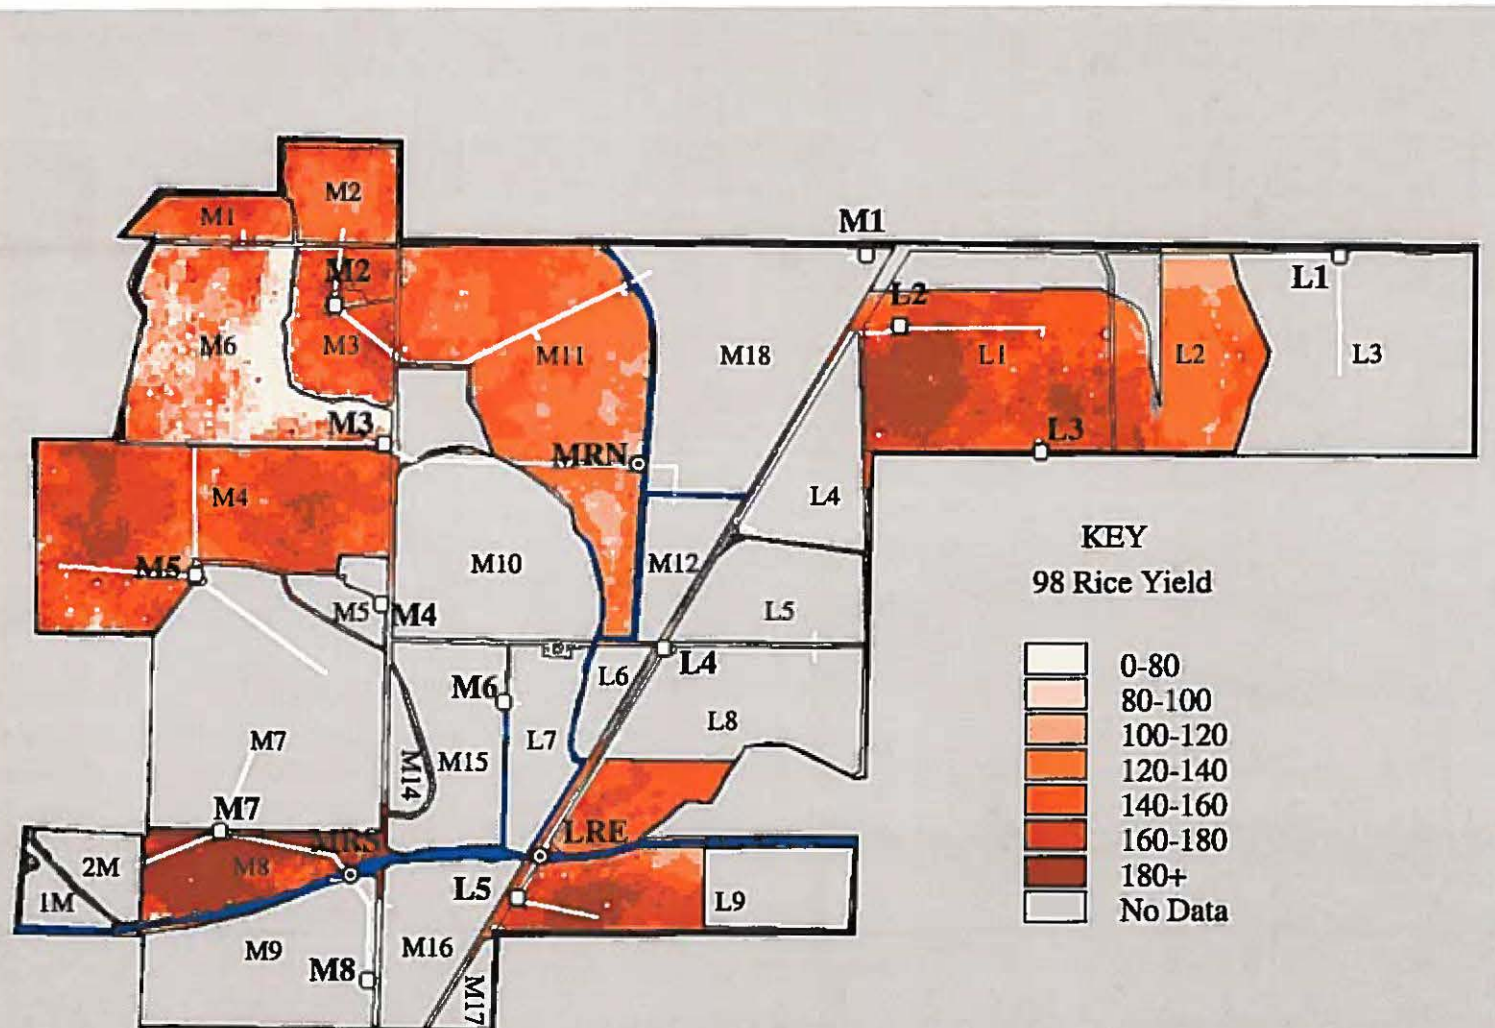 M2
M1
M1
M2
L2
L1
M6
M3
M11
M18
L1
L2
L3
M3
MRN
L3
M4
L4
KEY
M5
M10
M12
98 Rice Yield
M5
M4
L5
0-80
M6
L6
L4
80-100
M7
M14
M15
L7
L8
100-120
120-140
140-160
M7
MRS
LRE
160-180
2M
M8
180+
1M
L5
L9
No Data
M9
M16
M8
M17